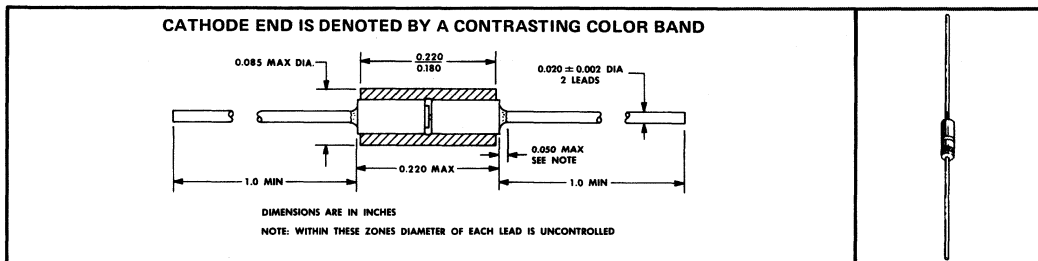 CATHODE END IS DENOTED BY A CONTRASTING COLOR BAND
0.085 MAX DIA.
0.220
0.180
0.020 ± 0.002 DIA
2 LEADS
0.050 MAX
SEE NOTE
0.220 MAX
1.0 MIN
1.0 MIN
DIMENSIONS ARE IN INCHES
NOTE: WITHIN THESE ZONES DIAMETER OF EACH LEAD IS UNCONTROLLED